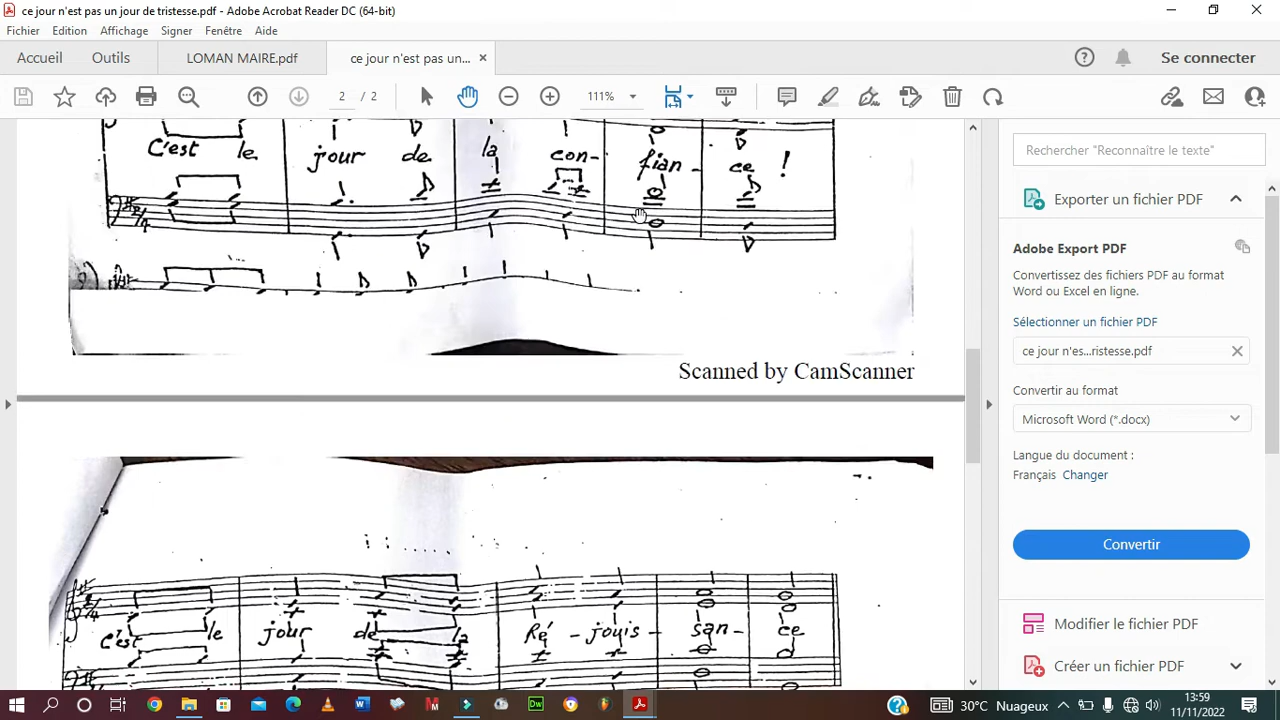 ce jour n'est pas un jour de tristesse.pdf - Adobe Acrobat Reader DC (64-bit)
Fichier Edition Affichage Signer Fenêtre Aide
Accueil Outils LOMAN MAIRE.pdf ce jour n'est pas un... × Se connecter
2 / 2 111%
C'est le jour de la con- fian - ce !
Scanned by CamScanner
C'est le jour de la Ré - jouis - san - ce
Rechercher "Reconnaître le texte"
Exporter un fichier PDF
Adobe Export PDF
Convertissez des fichiers PDF au format
Word ou Excel en ligne.
Sélectionner un fichier PDF
ce jour n'es...ristesse.pdf
Convertir au format
Microsoft Word (*.docx)
Langue du document :
Français Changer
Convertir
Modifier le fichier PDF
Créer un fichier PDF
30°C Nuageux
13:59
11/11/2022